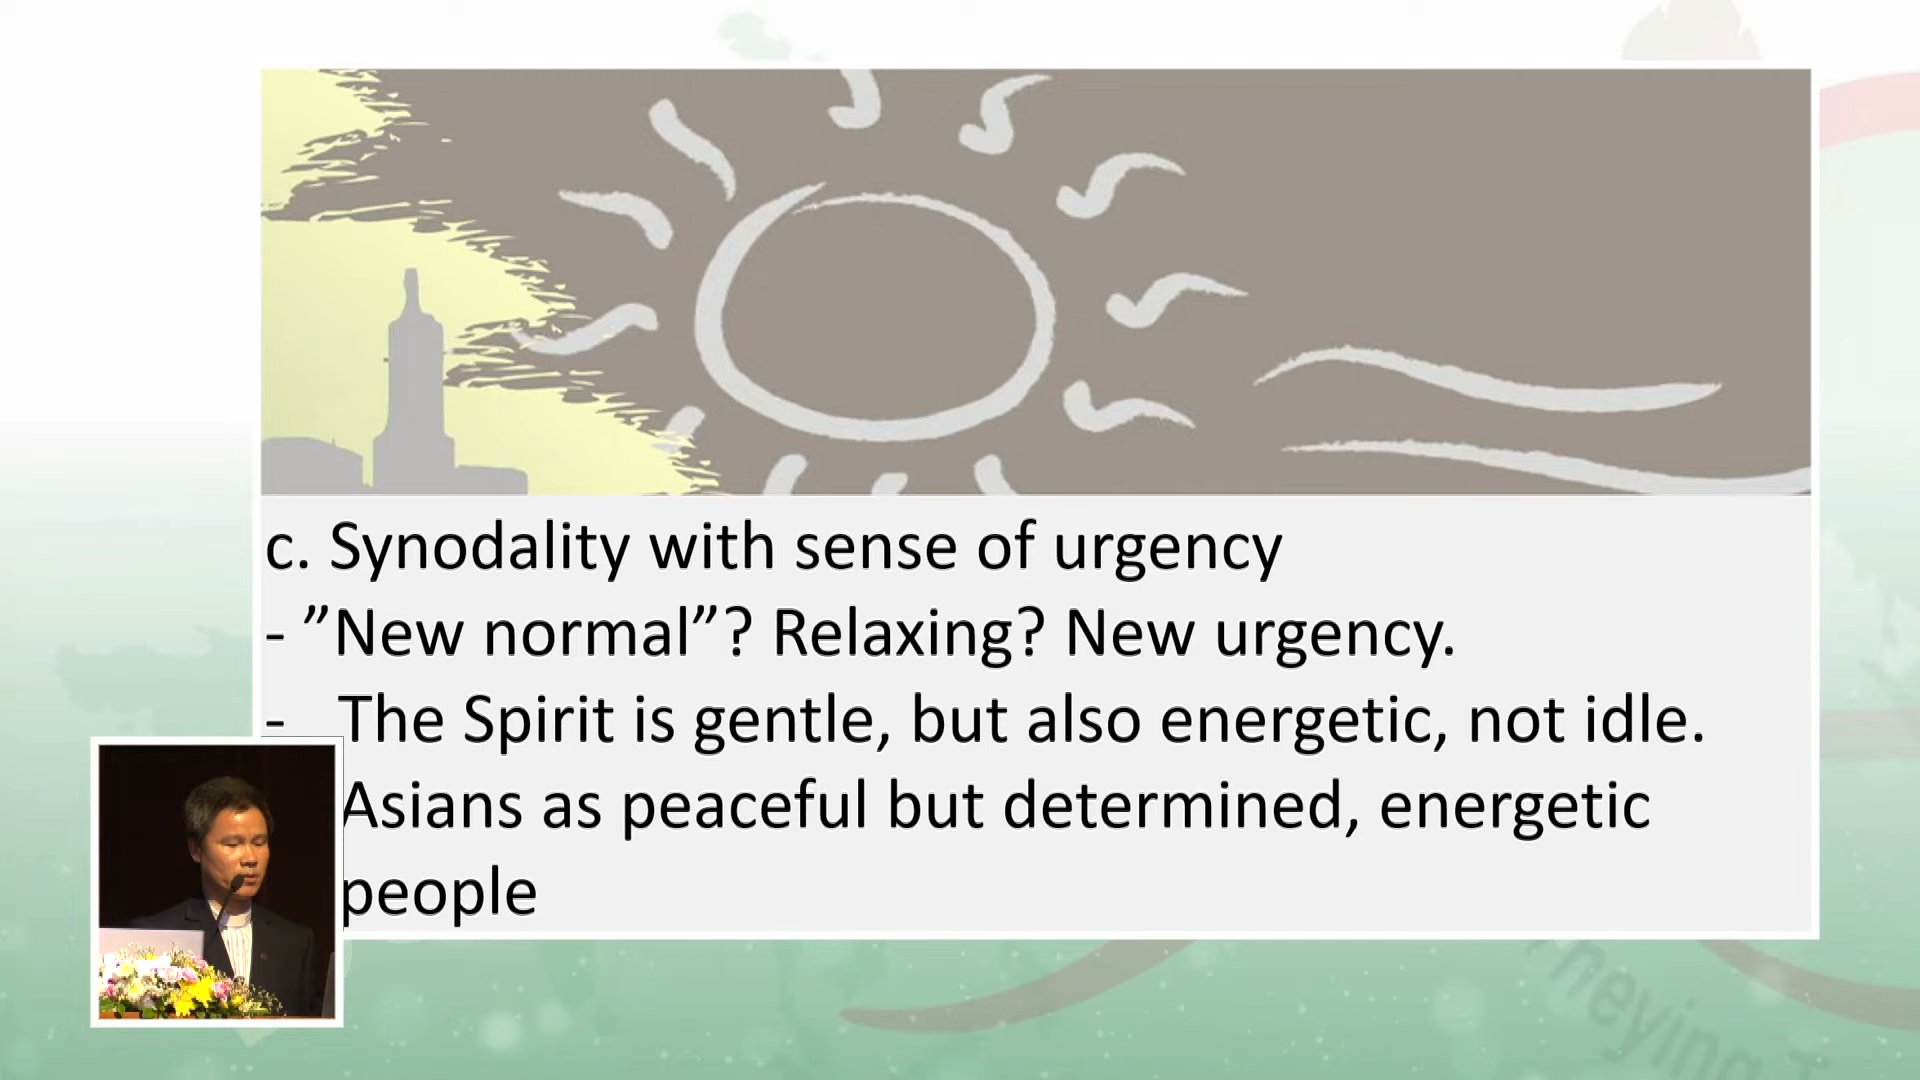 c. Synodality with sense of urgency
- ”New normal”? Relaxing? New urgency.
- The Spirit is gentle, but also energetic, not idle.
Asians as peaceful but determined, energetic
people
neying T